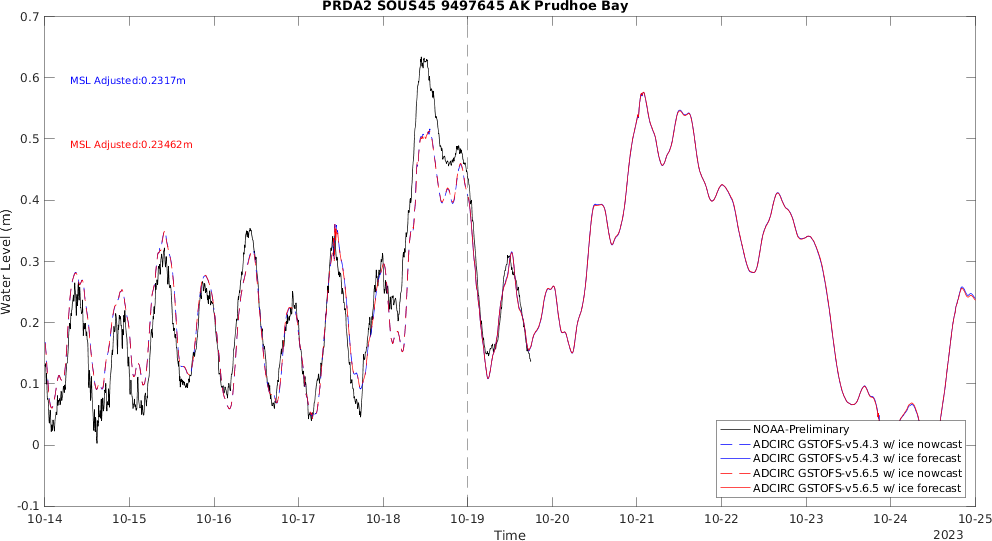 PRDA2 SOUS45 9497645 AK Prudhoe Bay
0.7
0.6
0.5
0.4
0.3
0.2
0.1
0
-0.1
Water Level (m)
MSL Adjusted:0.2317m
MSL Adjusted:0.23462m
NOAA-Preliminary
ADCIRC GSTOFS-v5.4.3 w/ ice nowcast
ADCIRC GSTOFS-v5.4.3 w/ ice forecast
ADCIRC GSTOFS-v5.6.5 w/ ice nowcast
ADCIRC GSTOFS-v5.6.5 w/ ice forecast
10-14 10-15 10-16 10-17 10-18 10-19 10-20 10-21 10-22 10-23 10-24 10-25
Time
2023